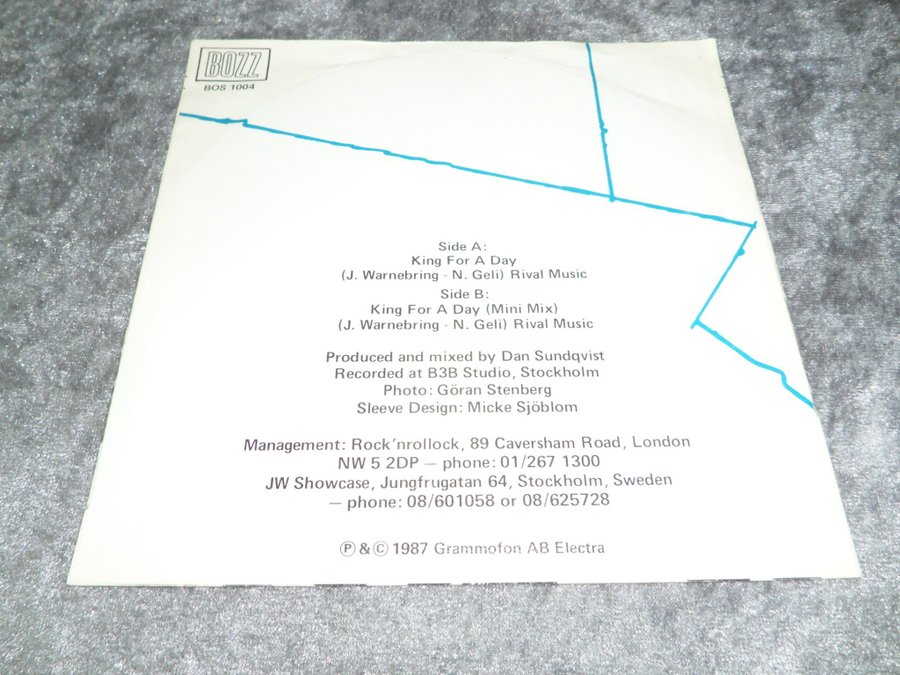 BOZZ
BOS 1004
Side A:
King For A Day
(J. Warnebring - N. Geli) Rival Music
Side B:
King For A Day (Mini Mix)
(J. Warnebring - N. Geli) Rival Music
Produced and mixed by Dan Sundqvist
Recorded at B3B Studio, Stockholm
Photo: Göran Stenberg
Sleeve Design: Micke Sjöblom
Management: Rock'nrollock, 89 Caversham Road, London
NW 5 2DP — phone: 01/267 1300
JW Showcase, Jungfrugatan 64, Stockholm, Sweden
— phone: 08/601058 or 08/625728
Ⓟ & © 1987 Grammofon AB Electra